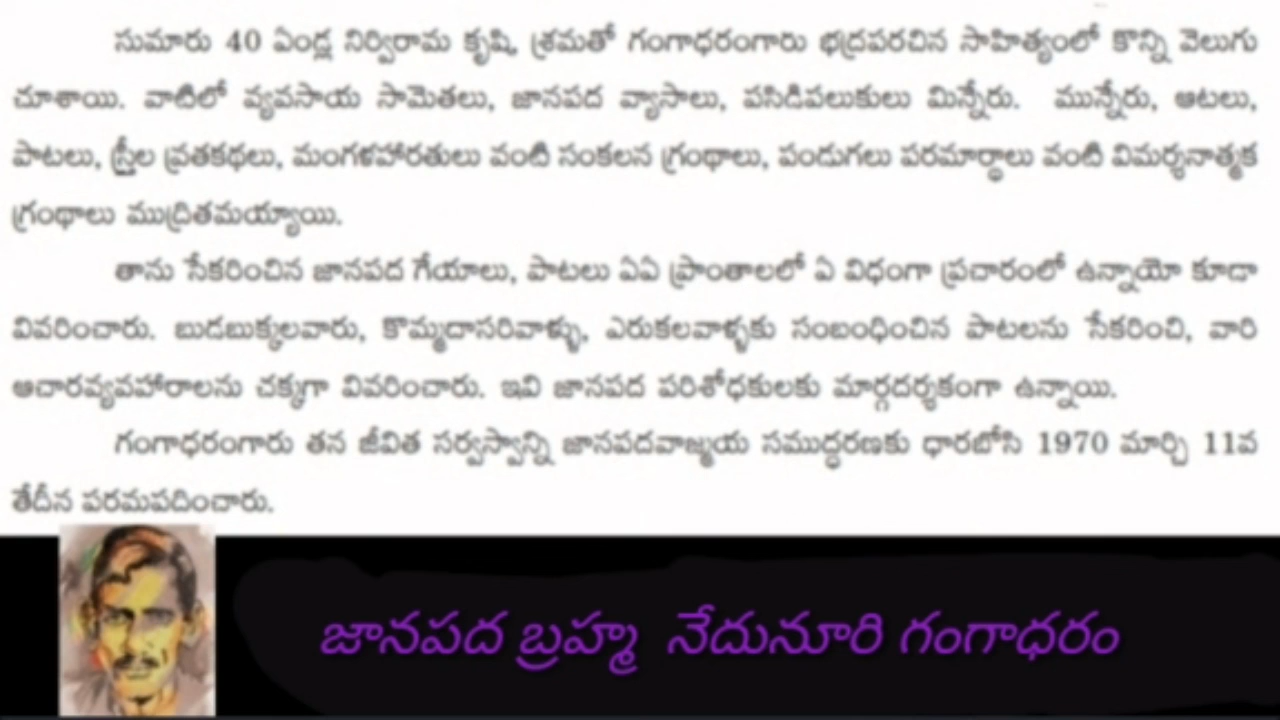 సుమారు 40 ఏండ్ల నిర్విరామ కృషి, శ్రమతో గంగాధరంగారు భద్రపరచిన సాహిత్యంలో కొన్ని వెలుగు
చూశాయి. వాటిలో వ్యవసాయ సామెతలు, జానపద వ్యాసాలు, పసిడిపలుకులు మిన్నేరు. మున్నేరు, ఆటలు,
పాటలు, స్త్రీల వ్రతకథలు, మంగళహారతులు వంటి సంకలన గ్రంథాలు, పండుగలు పరమార్థాలు వంటి విమర్శనాత్మక
గ్రంథాలు ముద్రితమయ్యాయి.
తాను సేకరించిన జానపద గేయాలు, పాటలు ఏఏ ప్రాంతాలలో ఏ విధంగా ప్రచారంలో ఉన్నాయో కూడా
వివరించారు. బుడబుక్కలవారు, కొమ్మదాసరివాళ్ళు, ఎరుకలవాళ్ళకు సంబంధించిన పాటలను సేకరించి, వారి
ఆచారవ్యవహారాలను చక్కగా వివరించారు. ఇవి జానపద పరిశోధకులకు మార్గదర్శకంగా ఉన్నాయి.
గంగాధరంగారు తన జీవిత సర్వస్వాన్ని జానపదవాఙ్మయ సముద్ధరణకు ధారబోసి 1970 మార్చి 11వ
తేదీన పరమపదించారు.
జానపద బ్రహ్మ నేదునూరి గంగాధరం